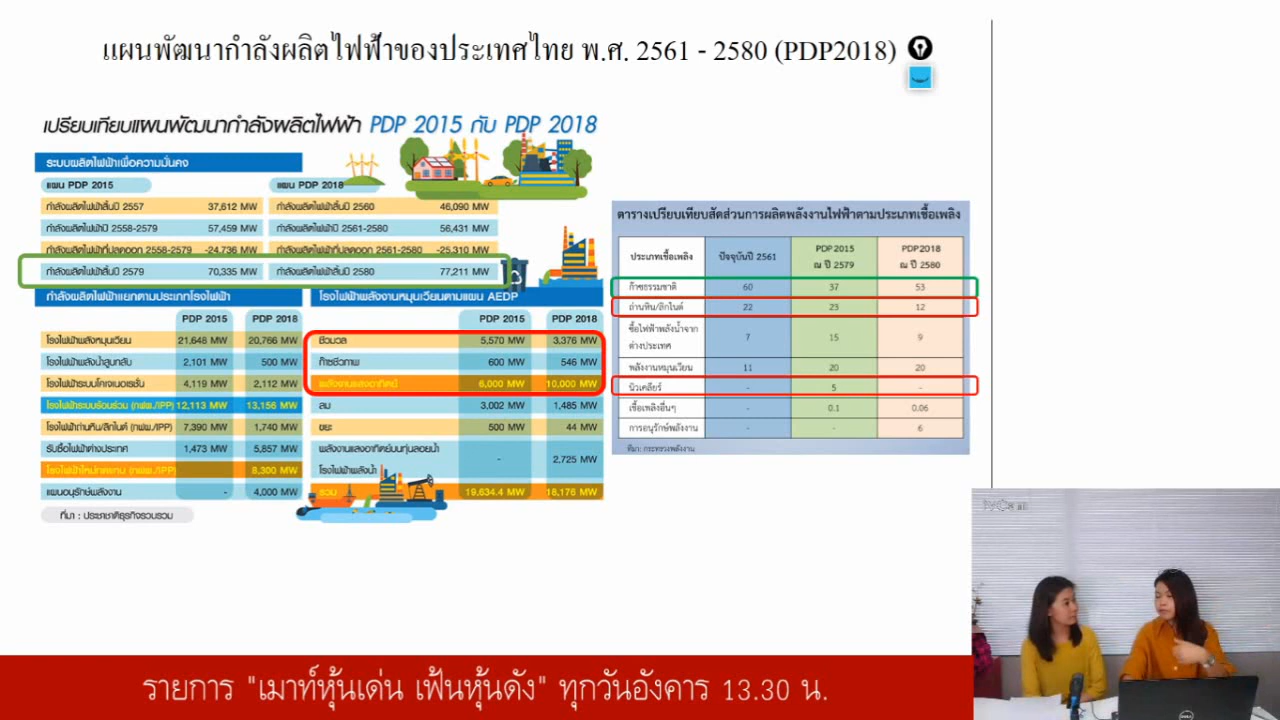 แผนพัฒนากำลังผลิตไฟฟ้าของประเทศไทย พ.ศ. 2561 - 2580 (PDP2018)
เปรียบเทียบแผนพัฒนากำลังผลิตไฟฟ้า PDP 2015 กับ PDP 2018
ระบบผลิตไฟฟ้าเพื่อความมั่นคง
แผน PDP 2015 แผน PDP 2018
กำลังผลิตไฟฟ้าสิ้นปี 2557 37,612 MW กำลังผลิตไฟฟ้าสิ้นปี 2560 46,090 MW
กำลังผลิตไฟฟ้าปี 2558-2579 57,459 MW กำลังผลิตไฟฟ้าปี 2561-2580 56,431 MW
กำลังผลิตไฟฟ้าที่ปลดออก 2558-2579 -24,736 MW กำลังผลิตไฟฟ้าที่ปลดออก 2561-2580 -25,310 MW
กำลังผลิตไฟฟ้าสิ้นปี 2579 70,335 MW กำลังผลิตไฟฟ้าสิ้นปี 2580 77,211 MW
กำลังผลิตไฟฟ้าแยกตามประเภทโรงไฟฟ้า
PDP 2015 PDP 2018
โรงไฟฟ้าพลังหมุนเวียน 21,648 MW 20,766 MW
โรงไฟฟ้าพลังน้ำสูบกลับ 2,101 MW 500 MW
โรงไฟฟ้าระบบโคเจเนอเรชั่น 4,119 MW 2,112 MW
โรงไฟฟ้าระบบร้อนร่วม (กฟผ./IPP) 12,113 MW 13,156 MW
โรงไฟฟ้าถ่านหิน/ลิกไนต์ (กฟผ./IPP) 7,390 MW 1,740 MW
รับซื้อไฟฟ้าต่างประเทศ 1,473 MW 5,857 MW
โรงไฟฟ้าใหม่/ทดแทน (กฟผ./IPP) 8,300 MW
แผนอนุรักษ์พลังงาน - 4,000 MW
ที่มา : ประชาชาติธุรกิจรวบรวม
โรงไฟฟ้าพลังงานหมุนเวียนตามแผน AEDP
PDP 2015 PDP 2018
ชีวมวล 5,570 MW 3,376 MW
ก๊าซชีวภาพ 600 MW 546 MW
พลังงานแสงอาทิตย์ 6,000 MW 10,000 MW
ลม 3,002 MW 1,485 MW
ขยะ 500 MW 44 MW
พลังงานแสงอาทิตย์บนทุ่นลอยน้ำ
โรงไฟฟ้าพลังน้ำ - 2,725 MW
รวม 19,634.4 MW 18,176 MW
ตารางเปรียบเทียบสัดส่วนการผลิตพลังงานไฟฟ้าตามประเภทเชื้อเพลิง
ประเภทเชื้อเพลิง ปัจจุบันปี 2561 PDP2015 ณ ปี 2579 PDP2018 ณ ปี 2580
ก๊าซธรรมชาติ 60 37 53
ถ่านหิน/ลิกไนต์ 22 23 12
ซื้อไฟฟ้าพลังน้ำจาก
ต่างประเทศ 7 15 9
พลังงานหมุนเวียน 11 20 20
นิวเคลียร์ - 5 -
เชื้อเพลิงอื่นๆ - 0.1 0.06
การอนุรักษ์พลังงาน - - 6
ที่มา: กระทรวงพลังงาน
รายการ "เมาท์หุ้นเด่น เฟ้นหุ้นดัง" ทุกวันอังคาร 13.30 น.
DELL